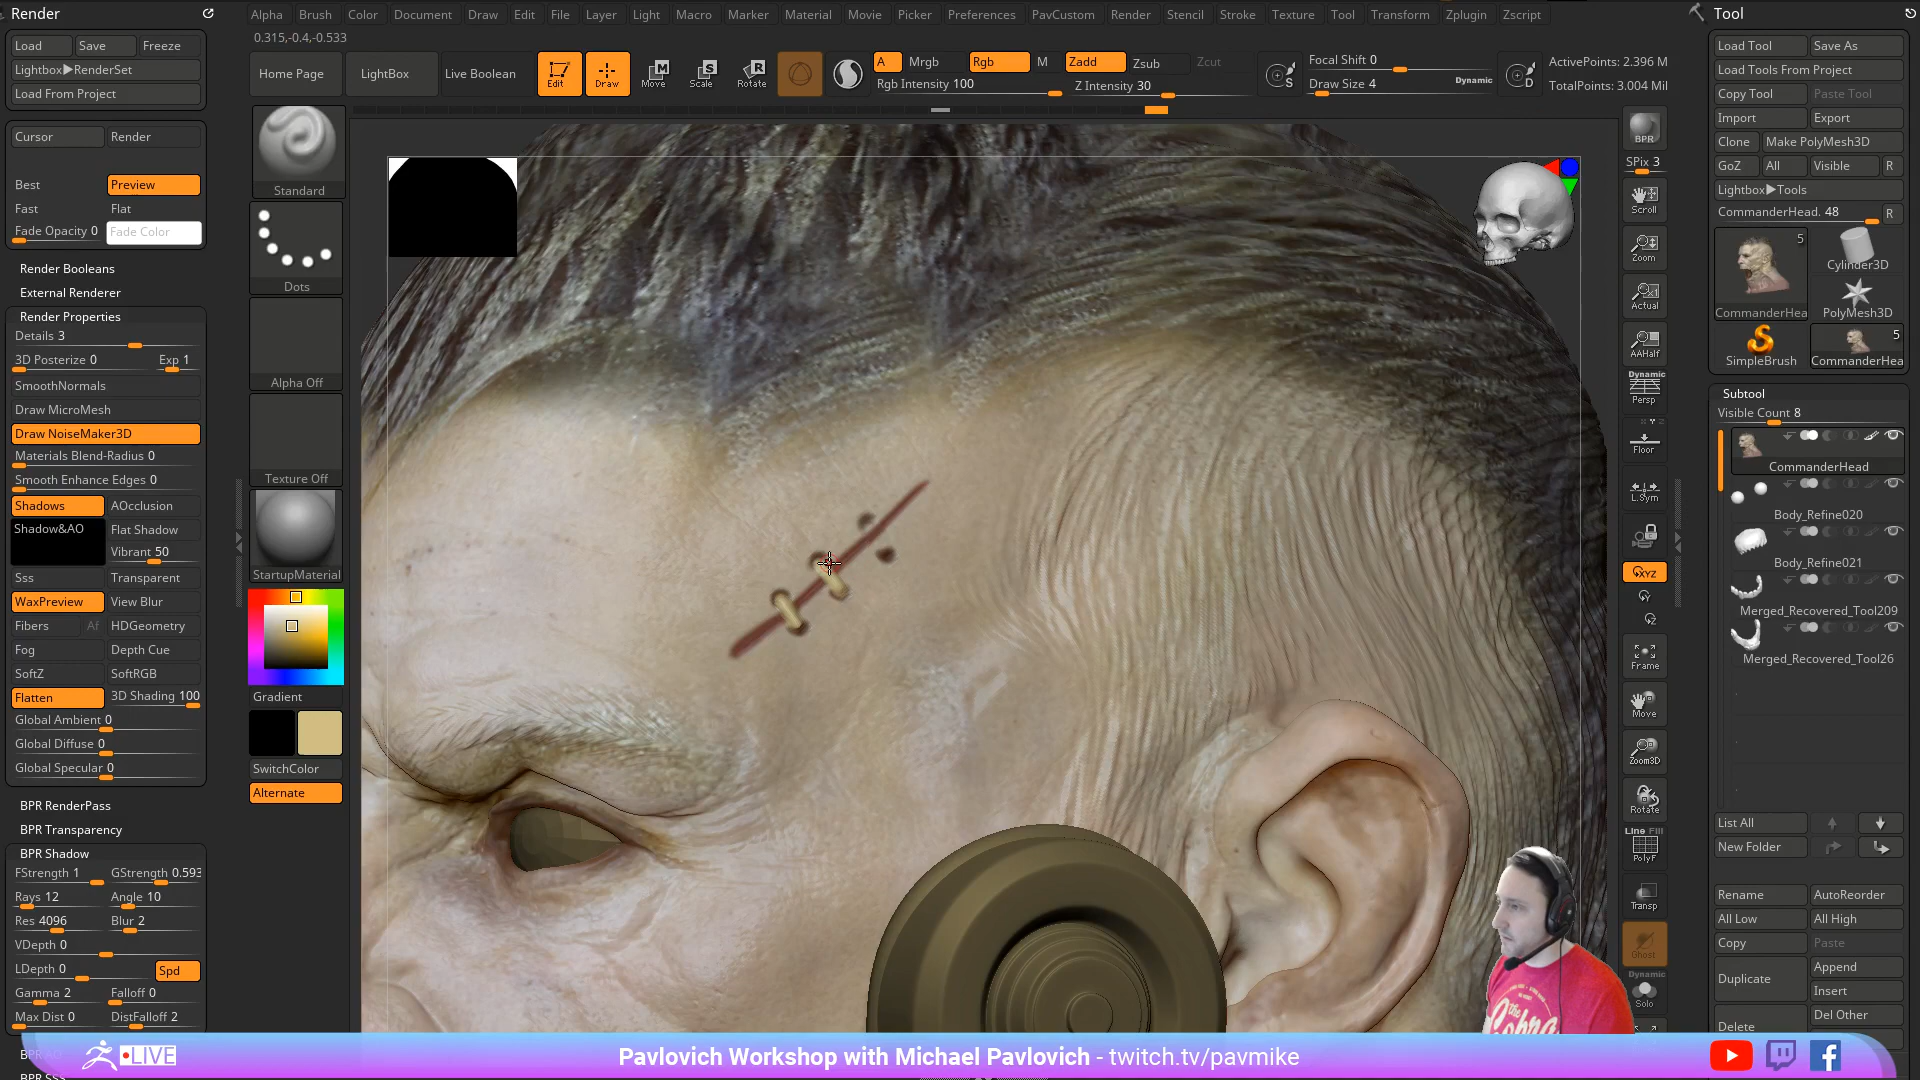 Render
Alpha Brush Color Document Draw Edit File Layer Light Macro Marker Material Movie Picker Preferences PavCustom Render Stencil Stroke Texture Tool Transform Zplugin Zscript
Tool
0.315,-0.4,-0.533
Load Save Freeze
Lightbox▶RenderSet
Load From Project
Cursor Render
Best Preview
Fast Flat
Fade Opacity 0 Fade Color
Render Booleans
External Renderer
Render Properties
Details 3
3D Posterize 0 Exp 1
SmoothNormals
Draw MicroMesh
Draw NoiseMaker3D
Materials Blend-Radius 0
Smooth Enhance Edges 0
Shadows AOcclusion
Shadow&AO Flat Shadow
Vibrant 50
Sss Transparent
WaxPreview View Blur
Fibers Af HDGeometry
Fog Depth Cue
SoftZ SoftRGB
Flatten 3D Shading 100
Global Ambient 0
Global Diffuse 0
Global Specular 0
BPR RenderPass
BPR Transparency
BPR Shadow
FStrength 1 GStrength 0.593
Rays 12 Angle 10
Res 4096 Blur 2
VDepth 0
LDepth 0 Spd
Gamma 2 Falloff 0
Max Dist 0 DistFalloff 2
Home Page LightBox Live Boolean Edit Draw Move Scale Rotate
A Mrgb Rgb M Zadd Zsub Zcut
Rgb Intensity 100 Z Intensity 30
Focal Shift 0
Draw Size 4 Dynamic
ActivePoints: 2.396 M
TotalPoints: 3.004 Mil
Standard
Dots
Alpha Off
Texture Off
StartupMaterial
Gradient
SwitchColor
Alternate
BPR
SPix 3
Scroll
Zoom
Actual
AAHalf
Dynamic
Persp
Floor
L.Sym
XYZ
Frame
Move
Zoom3D
Rotate
Line Fill
PolyF
Transp
Ghost
Dynamic
Solo
Load Tool Save As
Load Tools From Project
Copy Tool Paste Tool
Import Export
Clone Make PolyMesh3D
GoZ All Visible R
Lightbox▶Tools
CommanderHead. 48 R
5
CommanderHea Cylinder3D
PolyMesh3D
SimpleBrush 5 CommanderHea
Subtool
Visible Count 8
CommanderHead
Body_Refine020
Body_Refine021
Merged_Recovered_Tool209
Merged_Recovered_Tool26
List All
New Folder
Rename AutoReorder
All Low All High
Copy Paste
Duplicate Append
Insert
Delete Del Other
the
Cobra
LIVE
Pavlovich Workshop with Michael Pavlovich - twitch.tv/pavmike